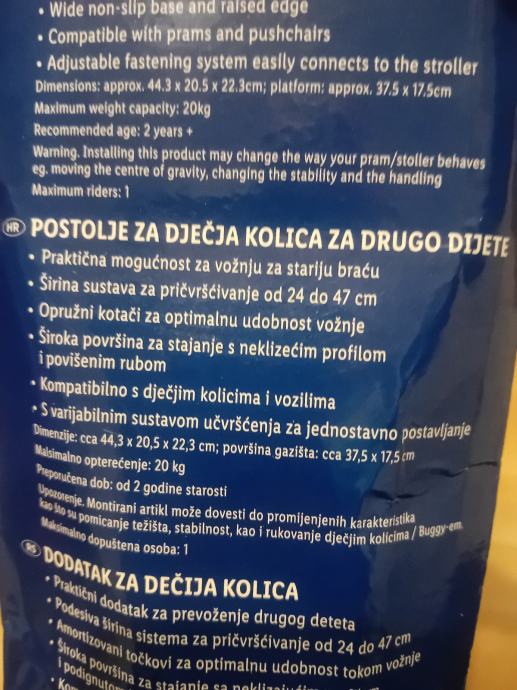 • Wide non-slip base and raised edge
• Compatible with prams and pushchairs
• Adjustable fastening system easily connects to the stroller
Dimensions: approx. 44.3 x 20.5 x 22.3cm; platform: approx. 37.5 x 17.5cm
Maximum weight capacity: 20kg
Recommended age: 2 years +
Warning. Installing this product may change the way your pram/stoller behaves
eg. moving the centre of gravity, changing the stability and the handling
Maximum riders: 1
HR POSTOLJE ZA DJEČJA KOLICA ZA DRUGO DIJETE
• Praktična mogućnost za vožnju za stariju braću
• Širina sustava za pričvršćivanje od 24 do 47 cm
• Opružni kotači za optimalnu udobnost vožnje
• Široka površina za stajanje s neklizećim profilom
i povišenim rubom
• Kompatibilno s dječjim kolicima i vozilima
• S varijabilnim sustavom učvršćenja za jednostavno postavljanje
Dimenzije: cca 44,3 x 20,5 x 22,3 cm; površina gazišta: cca 37,5 x 17,5 cm
Maksimalno opterećenje: 20 kg
Preporučena dob: od 2 godine starosti
Upozorenje. Montirani artikl može dovesti do promijenjenih karakteristika
kao što su pomicanje težišta, stabilnost, kao i rukovanje dječjim kolicima / Buggy-em.
Maksimalno dopuštena osoba: 1
RS DODATAK ZA DEČIJA KOLICA
• Praktični dodatak za prevoženje drugog deteta
• Podesiva širina sistema za pričvršćivanje od 24 do 47 cm
• Amortizovani točkovi za optimalnu udobnost tokom vožnje
• Široka površina za stajanje sa
i podignutom